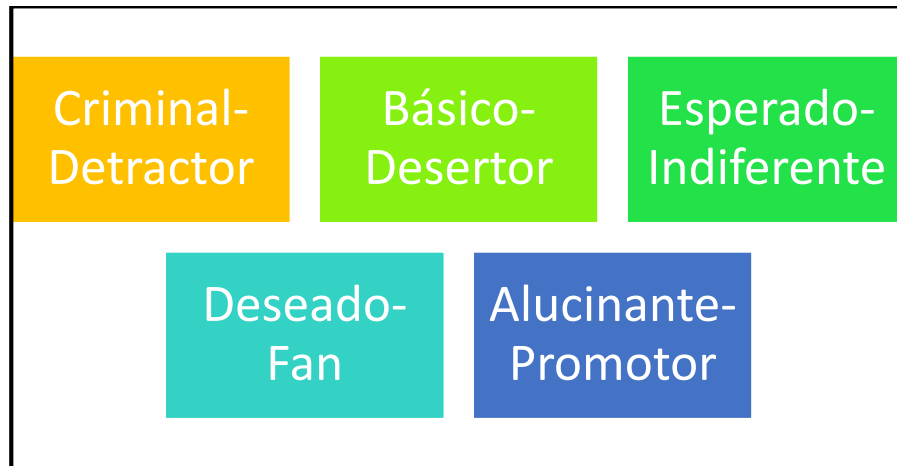 Criminal-
Detractor
Básico-
Desertor
Esperado-
Indiferente
Deseado-
Fan
Alucinante-
Promotor